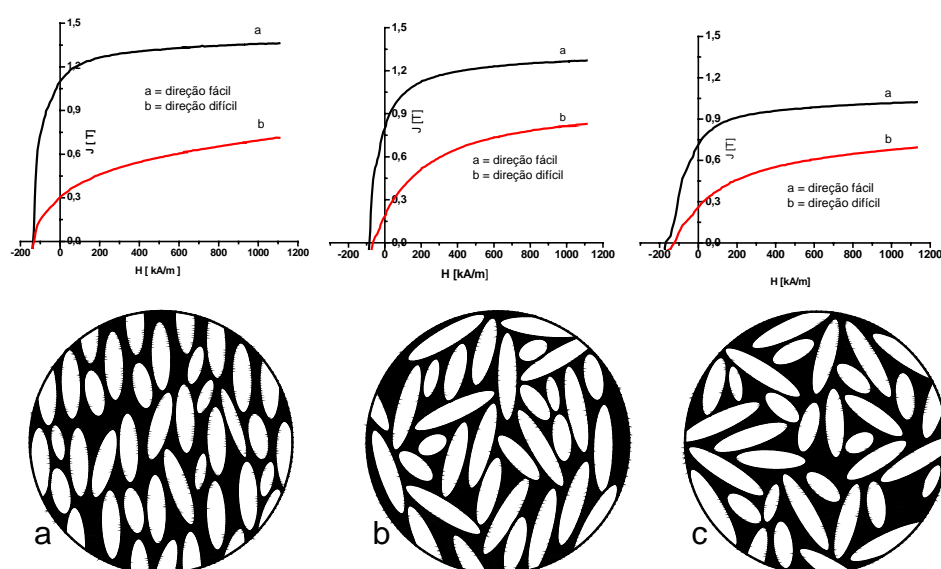 1,5
a
1,2
a = direção fácil
b = direção difícil
0,9
J [T]
b
0,6
0,3
0,0
-200 0 200 400 600 800 1000 1200
H [ kA/m ]
1,5
a
1,2
0,9
J [T]
b
0,6
a = direção fácil
b = direção difícil
0,3
0,0
-200 0 200 400 600 800 1000 1200
H [kA/m]
1,5
1,2
a
0,9
J [T]
b
0,6
a = direção fácil
b = direção difícil
0,3
0,0
-200 0 200 400 600 800 1000 1200
H [kA/m]
a
b
c